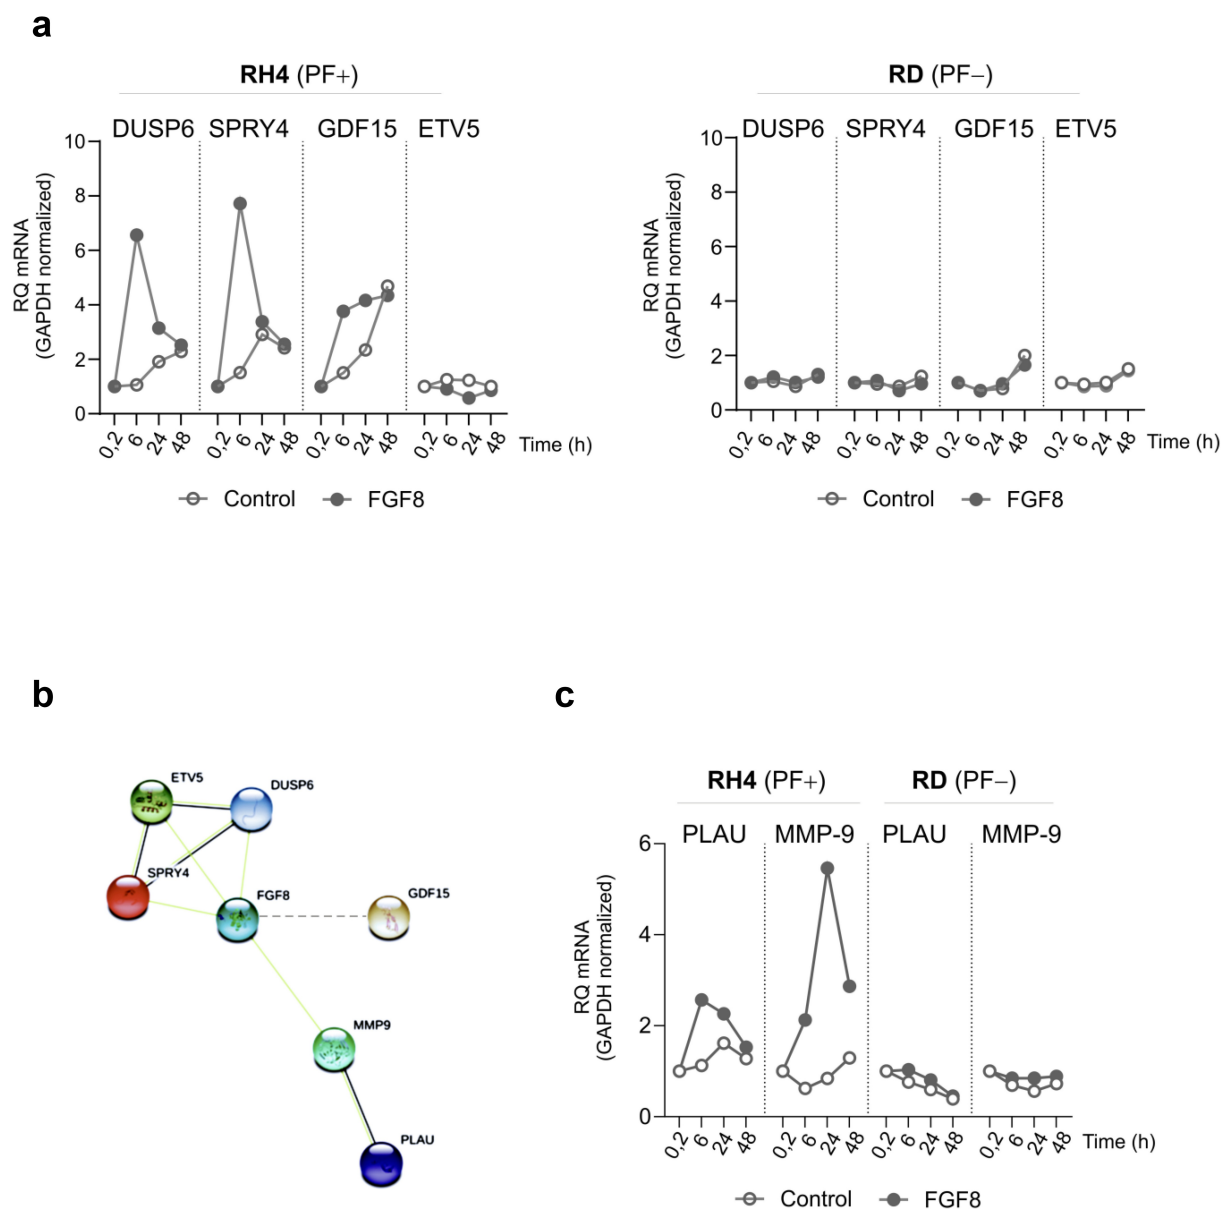 a
RH4 (PF+)
DUSP6 SPRY4 GDF15 ETV5
RQ mRNA
(GAPDH normalized)
10
8
6
4
2
0
0,2 6 24 48 0,2 6 24 48 0,2 6 24 48 0,2 6 24 48 Time (h)
Control FGF8
RD (PF−)
DUSP6 SPRY4 GDF15 ETV5
RQ mRNA
(GAPDH normalized)
10
8
6
4
2
0
0,2 6 24 48 0,2 6 24 48 0,2 6 24 48 0,2 6 24 48 Time (h)
Control FGF8
b
ETV5
DUSP6
SPRY4
FGF8
GDF15
MMP9
PLAU
c
RH4 (PF+) RD (PF−)
PLAU MMP-9 PLAU MMP-9
RQ mRNA
(GAPDH normalized)
6
4
2
0
0,2 6 24 48 0,2 6 24 48 0,2 6 24 48 0,2 6 24 48 Time (h)
Control FGF8